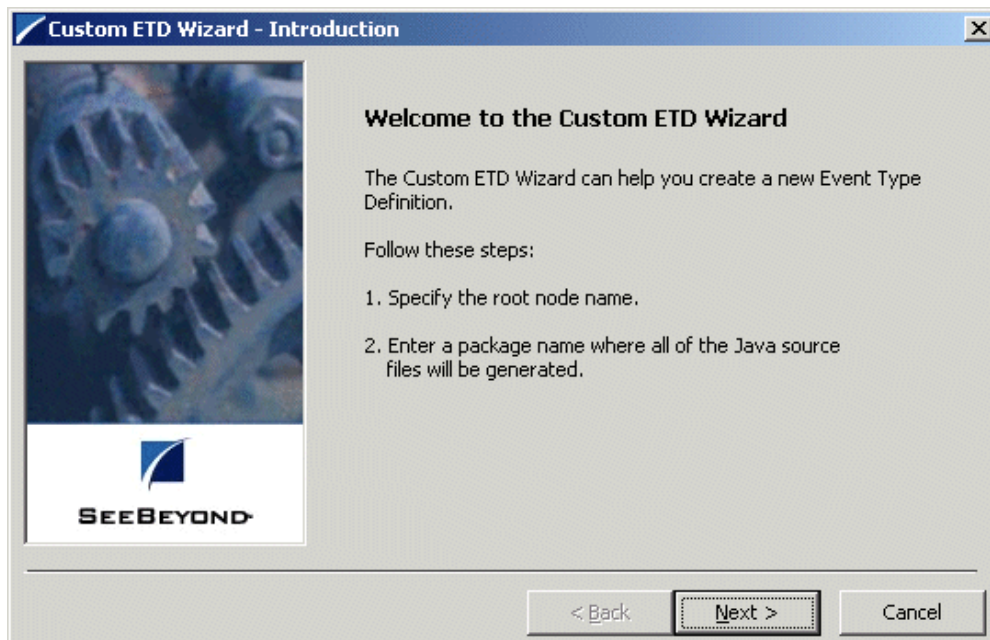 Custom ETD Wizard - Introduction
Welcome to the Custom ETD Wizard
The Custom ETD Wizard can help you create a new Event Type
Definition.
Follow these steps:
1. Specify the root node name.
2. Enter a package name where all of the Java source
files will be generated.
SEEBEYOND
< Back
Next >
Cancel